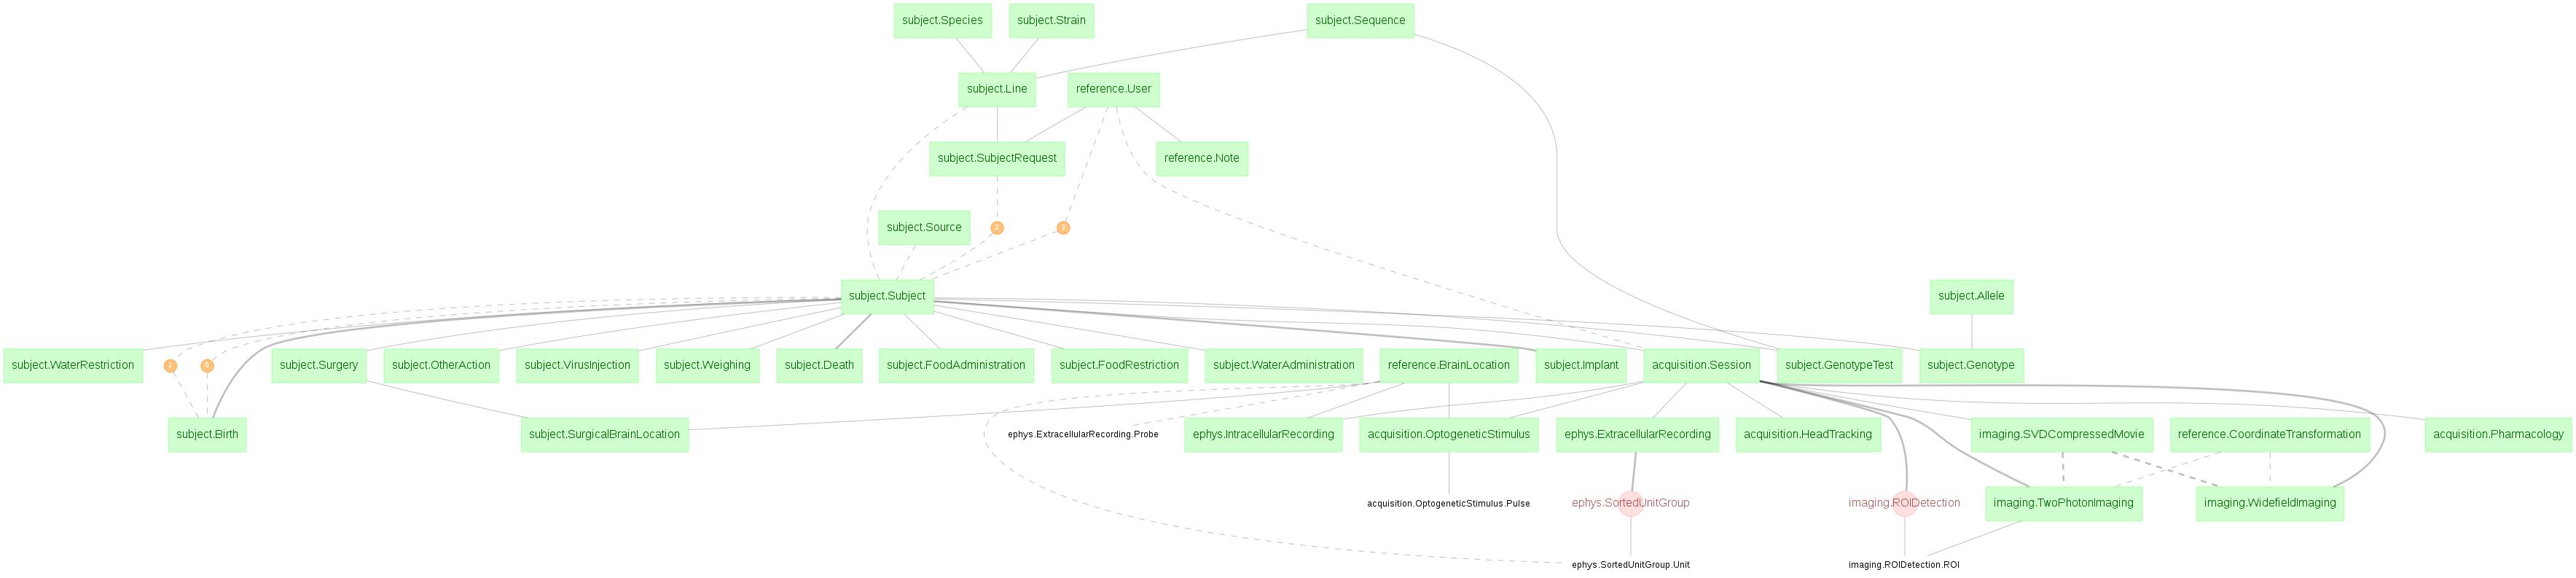 subject.Species
subject.Strain
subject.Sequence
subject.Line
reference.User
subject.SubjectRequest
reference.Note
subject.Source
2
subject.Subject
subject.Allele
subject.WaterRestriction
subject.Surgery
subject.OtherAction
subject.VirusInjection
subject.Weighing
subject.Death
subject.FoodAdministration
subject.FoodRestriction
subject.WaterAdministration
reference.BrainLocation
subject.Implant
acquisition.Session
subject.GenotypeTest
subject.Genotype
subject.Birth
subject.SurgicalBrainLocation
ephys.ExtracellularRecording.Probe
ephys.IntracellularRecording
acquisition.OptogeneticStimulus
ephys.ExtracellularRecording
acquisition.HeadTracking
imaging.SVDCompressedMovie
reference.CoordinateTransformation
acquisition.Pharmacology
acquisition.OptogeneticStimulus.Pulse
ephys.SortedUnitGroup
imaging.ROIDetection
imaging.TwoPhotonImaging
imaging.WidefieldImaging
ephys.SortedUnitGroup.Unit
imaging.ROIDetection.ROI